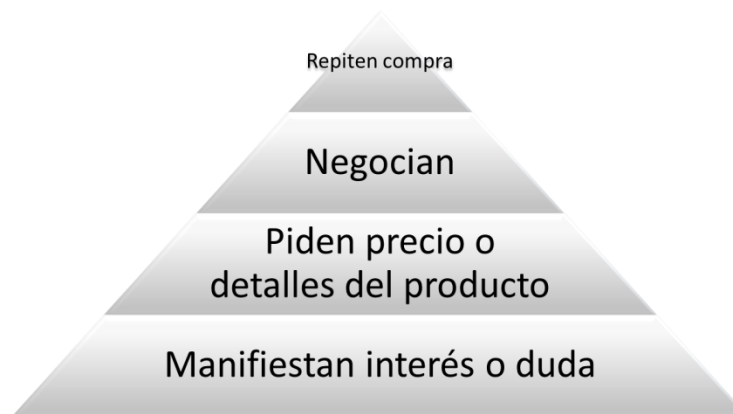 Repiten compra
Negocian
Piden precio o
detalles del producto
Manifiestan interés o duda